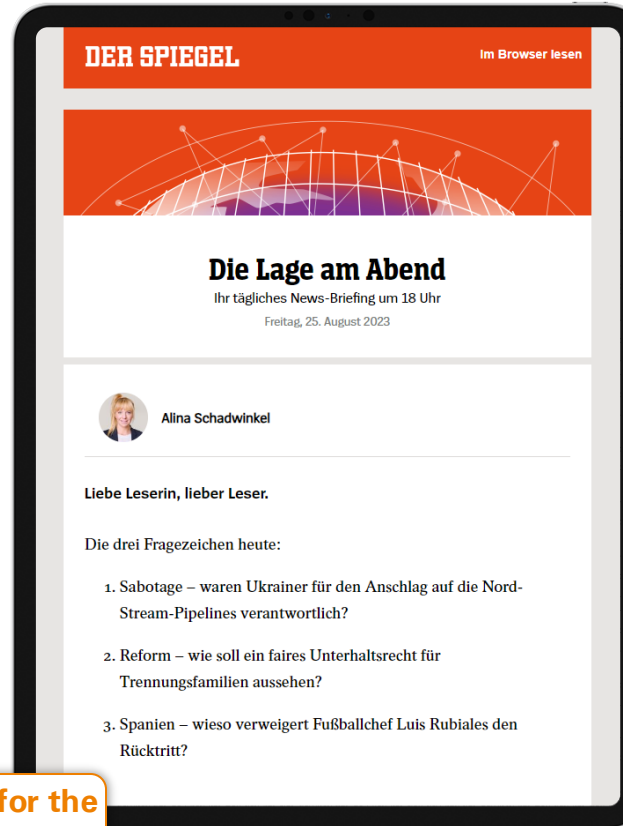 DER SPIEGEL
Im Browser lesen
Die Lage am Abend
Ihr tägliches News-Briefing um 18 Uhr
Freitag, 25. August 2023
Alina Schadwinkel
Liebe Leserin, lieber Leser.
Die drei Fragezeichen heute:
1. Sabotage – waren Ukrainer für den Anschlag auf die Nord-
Stream-Pipelines verantwortlich?
2. Reform – wie soll ein faires Unterhaltsrecht für
Trennungsfamilien aussehen?
3. Spanien – wieso verweigert Fußballchef Luis Rubiales den
Rücktritt?
for the